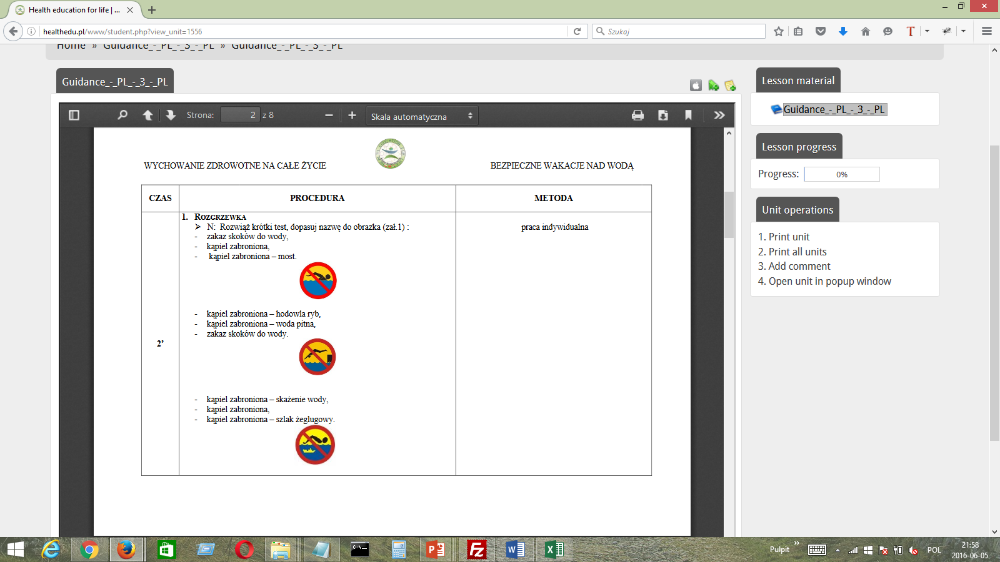 Health education for life | ...
healthedu.pl/www/student.php?view_unit=1556
Szukaj
Home » Guidance_-_PL_-_3_-_PL » Guidance_-_PL_-_3_-_PL
Guidance_-_PL_-_3_-_PL
Strona: 2 z 8
Skala automatyczna
WYCHOWANIE ZDROWOTNE NA CAŁE ŻYCIE
BEZPIECZNE WAKACJE NAD WODĄ
CZAS PROCEDURA METODA
1. ROZGRZEWKA
➢ N: Rozwiąż krótki test, dopasuj nazwę do obrazka (zał.1) :
praca indywidualna
- zakaz skoków do wody,
- kąpiel zabroniona,
- kąpiel zabroniona – most.
- kąpiel zabroniona – hodowla ryb,
- kąpiel zabroniona – woda pitna,
- zakaz skoków do wody.
2’
- kąpiel zabroniona – skażenie wody,
- kąpiel zabroniona,
- kąpiel zabroniona – szlak żeglugowy.
Lesson material
Guidance_-_PL_-_3_-_PL
Lesson progress
Progress: 0%
Unit operations
1. Print unit
2. Print all units
3. Add comment
4. Open unit in popup window
Pulpit »
POL
21:58
2016-06-05